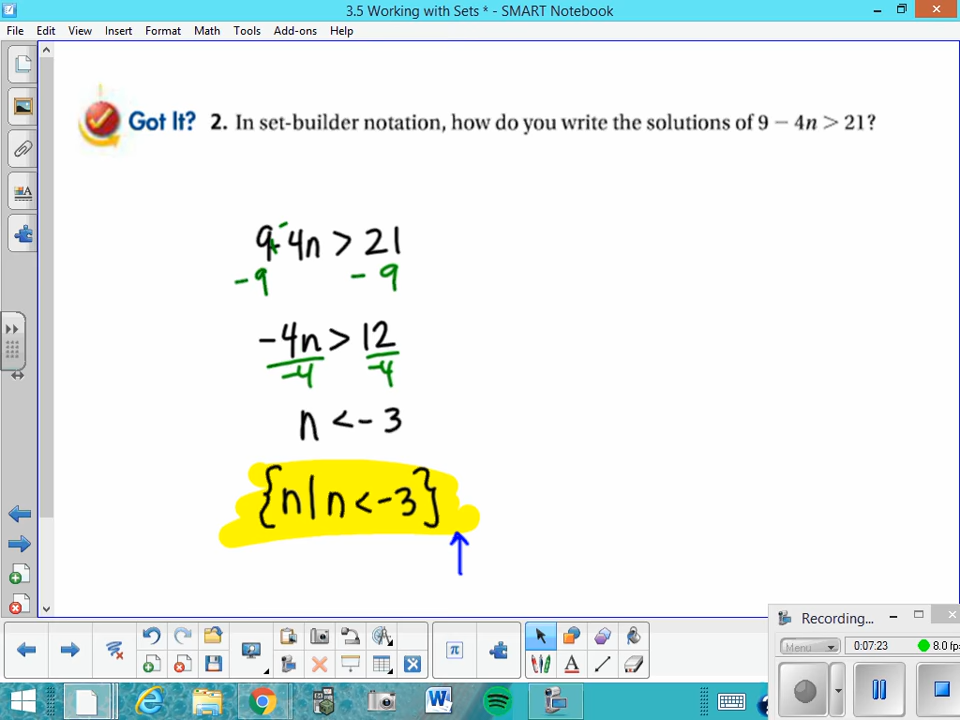 3.5 Working with Sets * - SMART Notebook
File Edit View Insert Format Math Tools Add-ons Help
Got It? 2. In set-builder notation, how do you write the solutions of 9 − 4n > 21?
9 + -4n > 21
-9 -9
-4n > 12
-4 -4
n < -3
{n|n < -3}
Recording...
Menu 0:07:23 8.0 fp